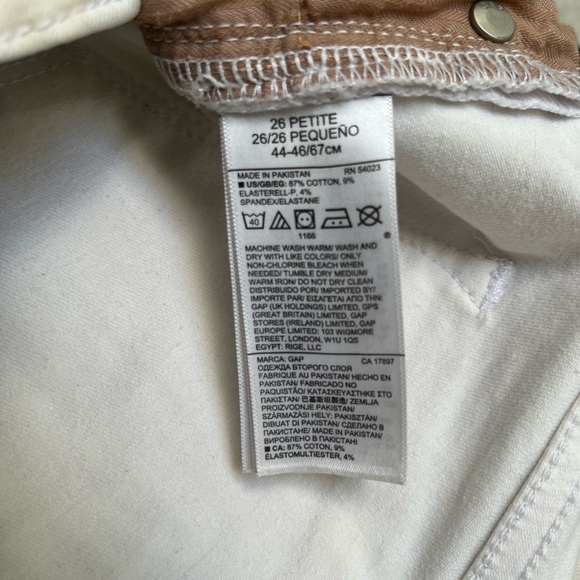 26 PETITE
26/26 PEQUEÑO
44-46/67CM
MADE IN PAKISTAN RN 54023
■ US/GB/EG: 87% COTTON, 9%
ELASTERELL-P, 4%
SPANDEX/ELASTANE
40
1166
®
MACHINE WASH WARM/ WASH AND
DRY WITH LIKE COLORS/ ONLY
NON-CHLORINE BLEACH WHEN
NEEDED/ TUMBLE DRY MEDIUM/
WARM IRON/ DO NOT DRY CLEAN
DISTRIBUIDO POR/ IMPORTED BY/
IMPORTE PAR/ ΕΙΣΑΓΕΤΑΙ ΑΠΟ ΤΗΝ:
GAP (UK HOLDINGS) LIMITED, GPS
(GREAT BRITAIN) LIMITED, GAP
STORES (IRELAND) LIMITED, GAP
EUROPE LIMITED: 103 WIGMORE
STREET, LONDON, W1U 1QS
EGYPT: RIGE, LLC
MARCA: GAP CA 17897
ОДЕЖДА ВТОРОГО СЛОЯ
FABRIQUE AU PAKISTAN/ HECHO EN
PAKISTAN/ FABRICADO NO
PAQUISTÃO/ ΚΑΤΑΣΚΕΥΑΣΤΗΚΕ ΣΤΟ
ΠΑΚΙΣΤΑΝ/ 巴基斯坦製造/ ZEMLJA
PROIZVODNJE PAKISTAN/
SZÁRMAZÁSI HELY: PAKISZTÁN/
DIBUAT DI PAKISTAN/ СДЕЛАНО В
ПАКИСТАНЕ/ MADE IN PAKISTAN/
ВИРОБЛЕНО В ПАКІСТАНІ
■ CA: 87% COTON, 9%
ÉLASTOMULTIESTER, 4%